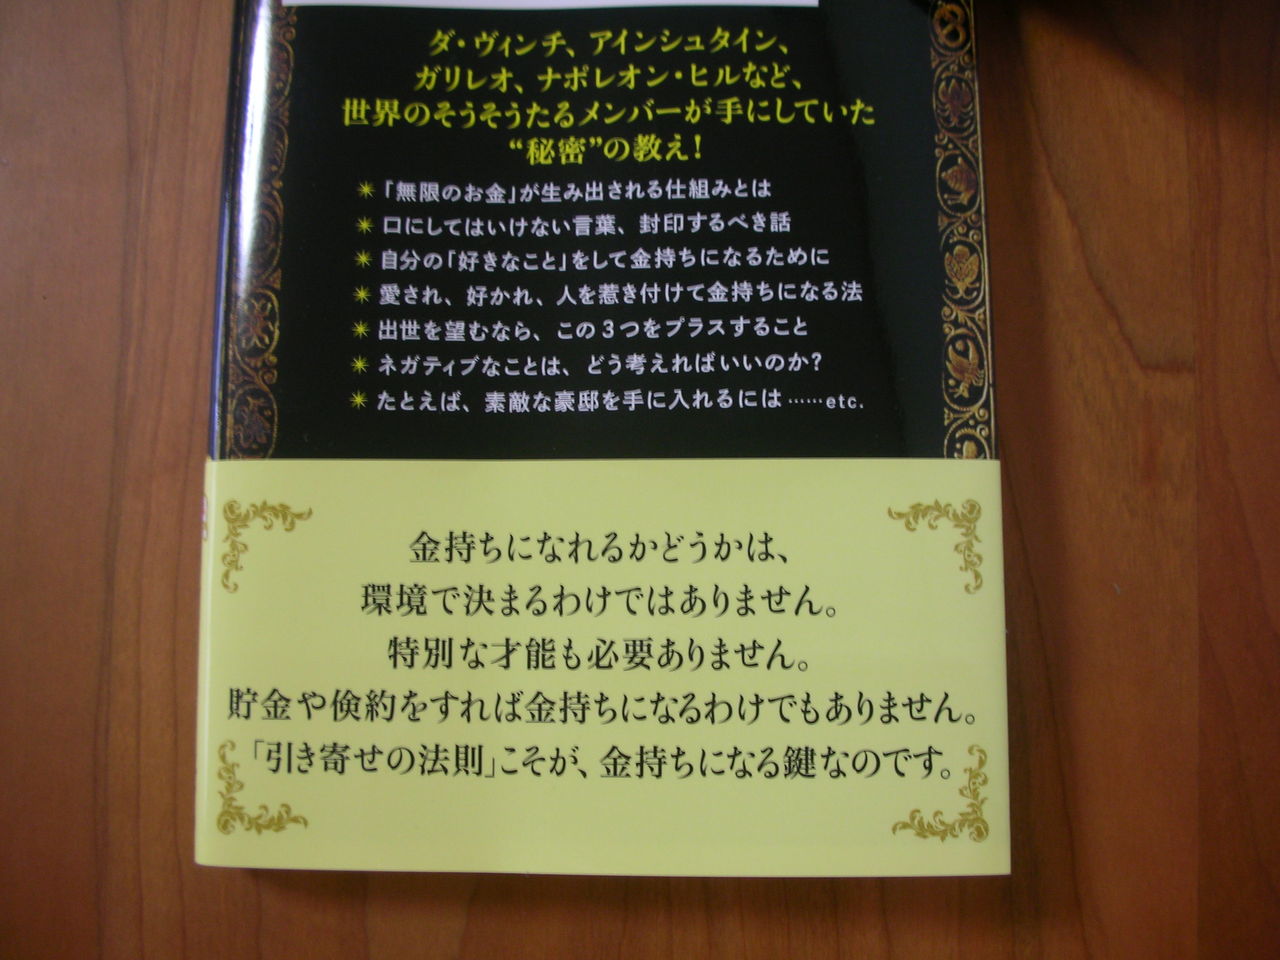 ダ・ヴィンチ、アインシュタイン、
ガリレオ、ナポレオン・ヒルなど、
世界のそうそうたるメンバーが手にしていた
“秘密”の教え！
✴「無限のお金」が生み出される仕組みとは
✴口にしてはいけない言葉、封印するべき話
✴自分の「好きなこと」をして金持ちになるために
✴愛され、好かれ、人を惹き付けて金持ちになる法
✴出世を望むなら、この3つをプラスすること
✴ネガティブなことは、どう考えればいいのか？
✴たとえば、素敵な豪邸を手に入れるには……etc.
金持ちになれるかどうかは、
環境で決まるわけではありません。
特別な才能も必要ありません。
貯金や倹約をすれば金持ちになるわけでもありません。
「引き寄せの法則」こそが、金持ちになる鍵なのです。